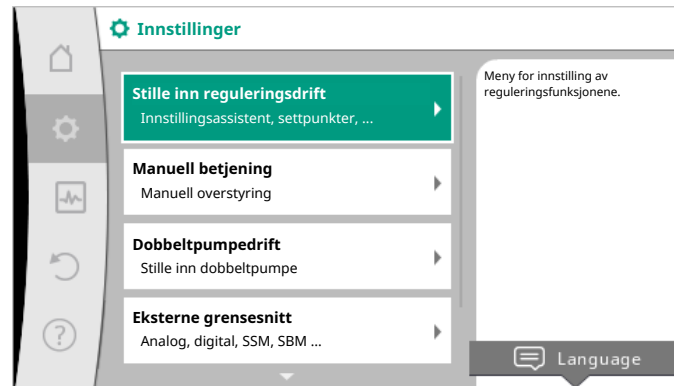 Innstillinger
Stille inn reguleringsdrift
Innstillingsassistent, settpunkter, ...
Manuell betjening
Manuell overstyring
Dobbeltpumpedrift
Stille inn dobbeltpumpe
Eksterne grensesnitt
Analog, digital, SSM, SBM ...
Meny for innstilling av
reguleringsfunksjonene.
Language